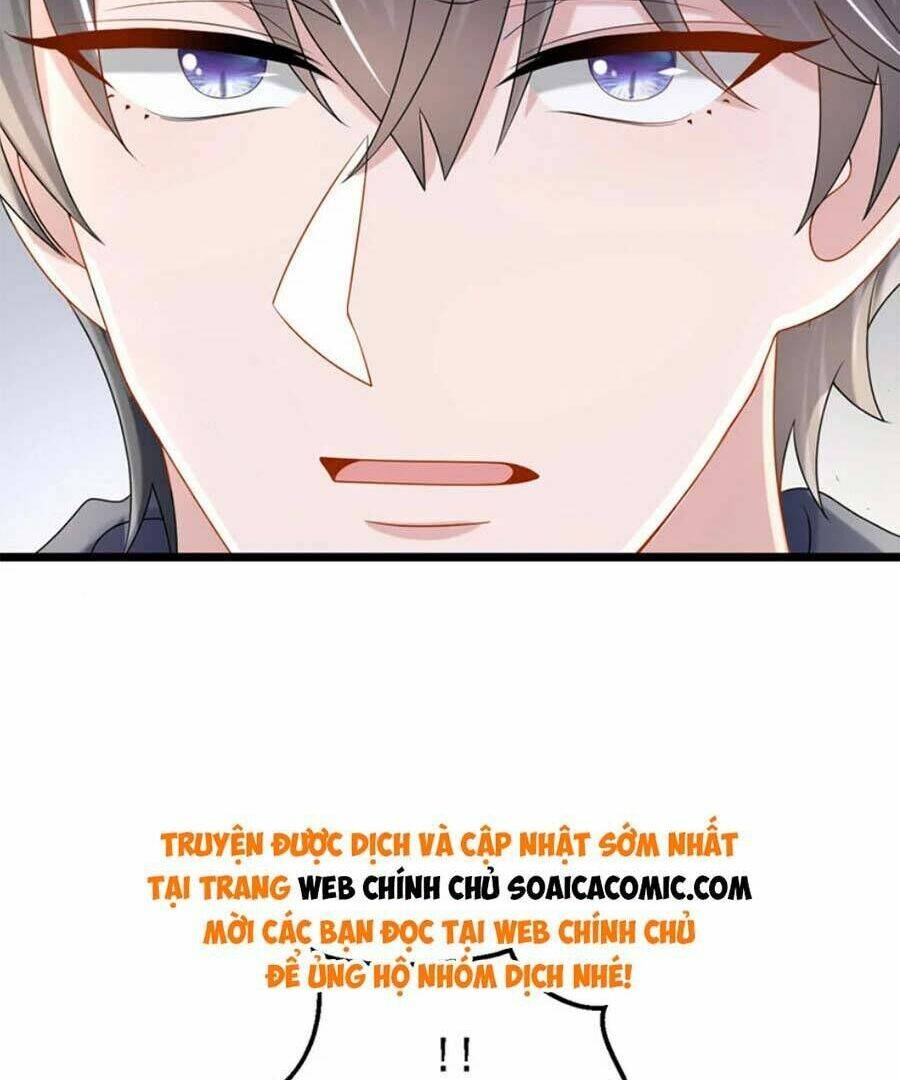 TRUYỆN ĐƯỢC DỊCH VÀ CẬP NHẬT SỚM NHẤT
TẠI TRANG WEB CHÍNH CHỦ SOAICACOMIC.COM
MỜI CÁC BẠN ĐỌC TẠI WEB CHÍNH CHỦ
ĐỂ ỦNG HỘ NHÓM DỊCH NHÉ!
!!